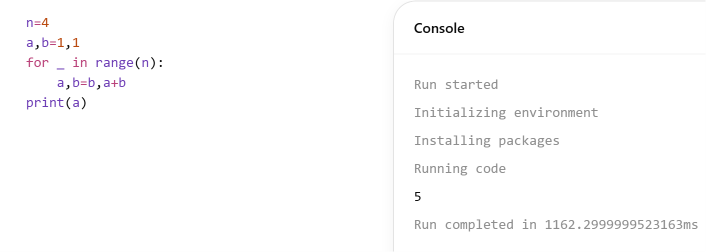 n=4
a,b=1,1
for _ in range(n):
    a,b=b,a+b
print(a)
Console
Run started
Initializing environment
Installing packages
Running code
5
Run completed in 1162.2999999523163ms